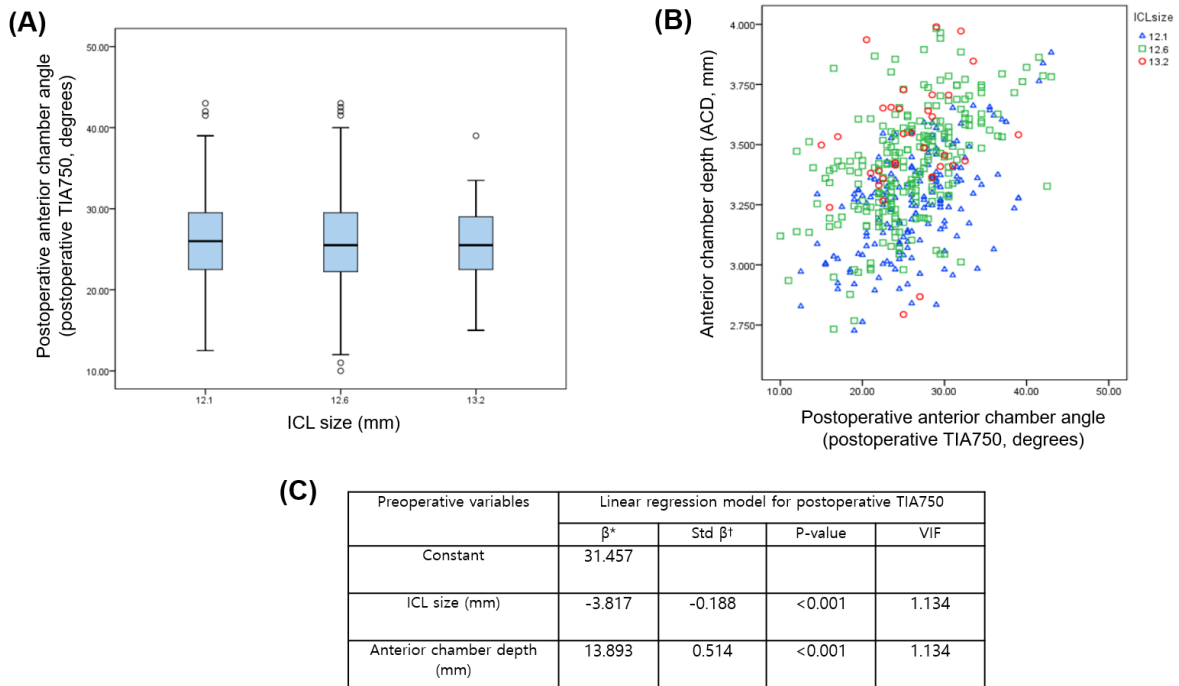 (A)
Postoperative anterior chamber angle
(postoperative TIA750, degrees)
50.00
40.00
30.00
20.00
10.00
12.1
12.6
13.2
ICL size (mm)
(B)
Anterior chamber depth (ACD, mm)
4.000
3.750
3.500
3.250
3.000
2.750
10.00
20.00
30.00
40.00
50.00
Postoperative anterior chamber angle
(postoperative TIA750, degrees)
ICLsize
12.1
12.6
13.2
(C)
Preoperative variables
Linear regression model for postoperative TIA750
β* Std β† P-value VIF
Constant 31.457
ICL size (mm) -3.817 -0.188 <0.001 1.134
Anterior chamber depth 13.893 0.514 <0.001 1.134
(mm)